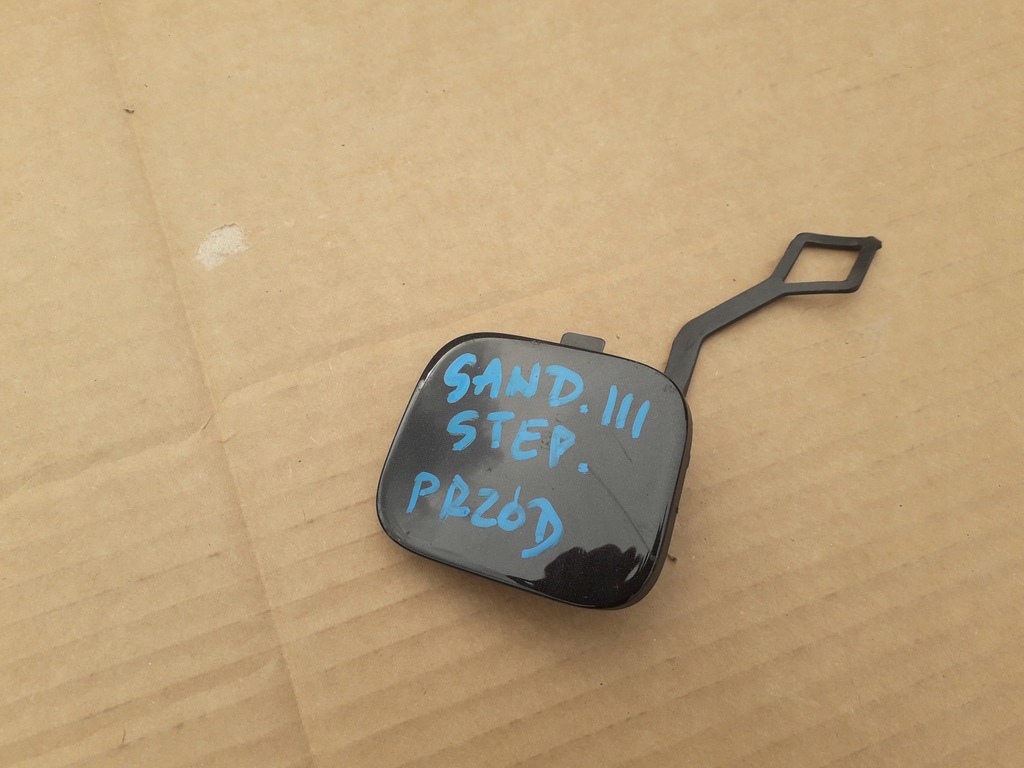 SAND. III
STEP.
PRZÓD